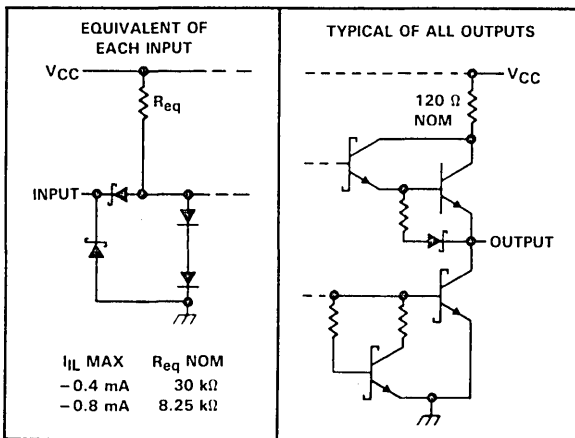 EQUIVALENT OF
EACH INPUT
VCC
Req
INPUT
IIL MAX Req NOM
−0.4 mA 30 kΩ
−0.8 mA 8.25 kΩ
TYPICAL OF ALL OUTPUTS
VCC
120 Ω
NOM
OUTPUT